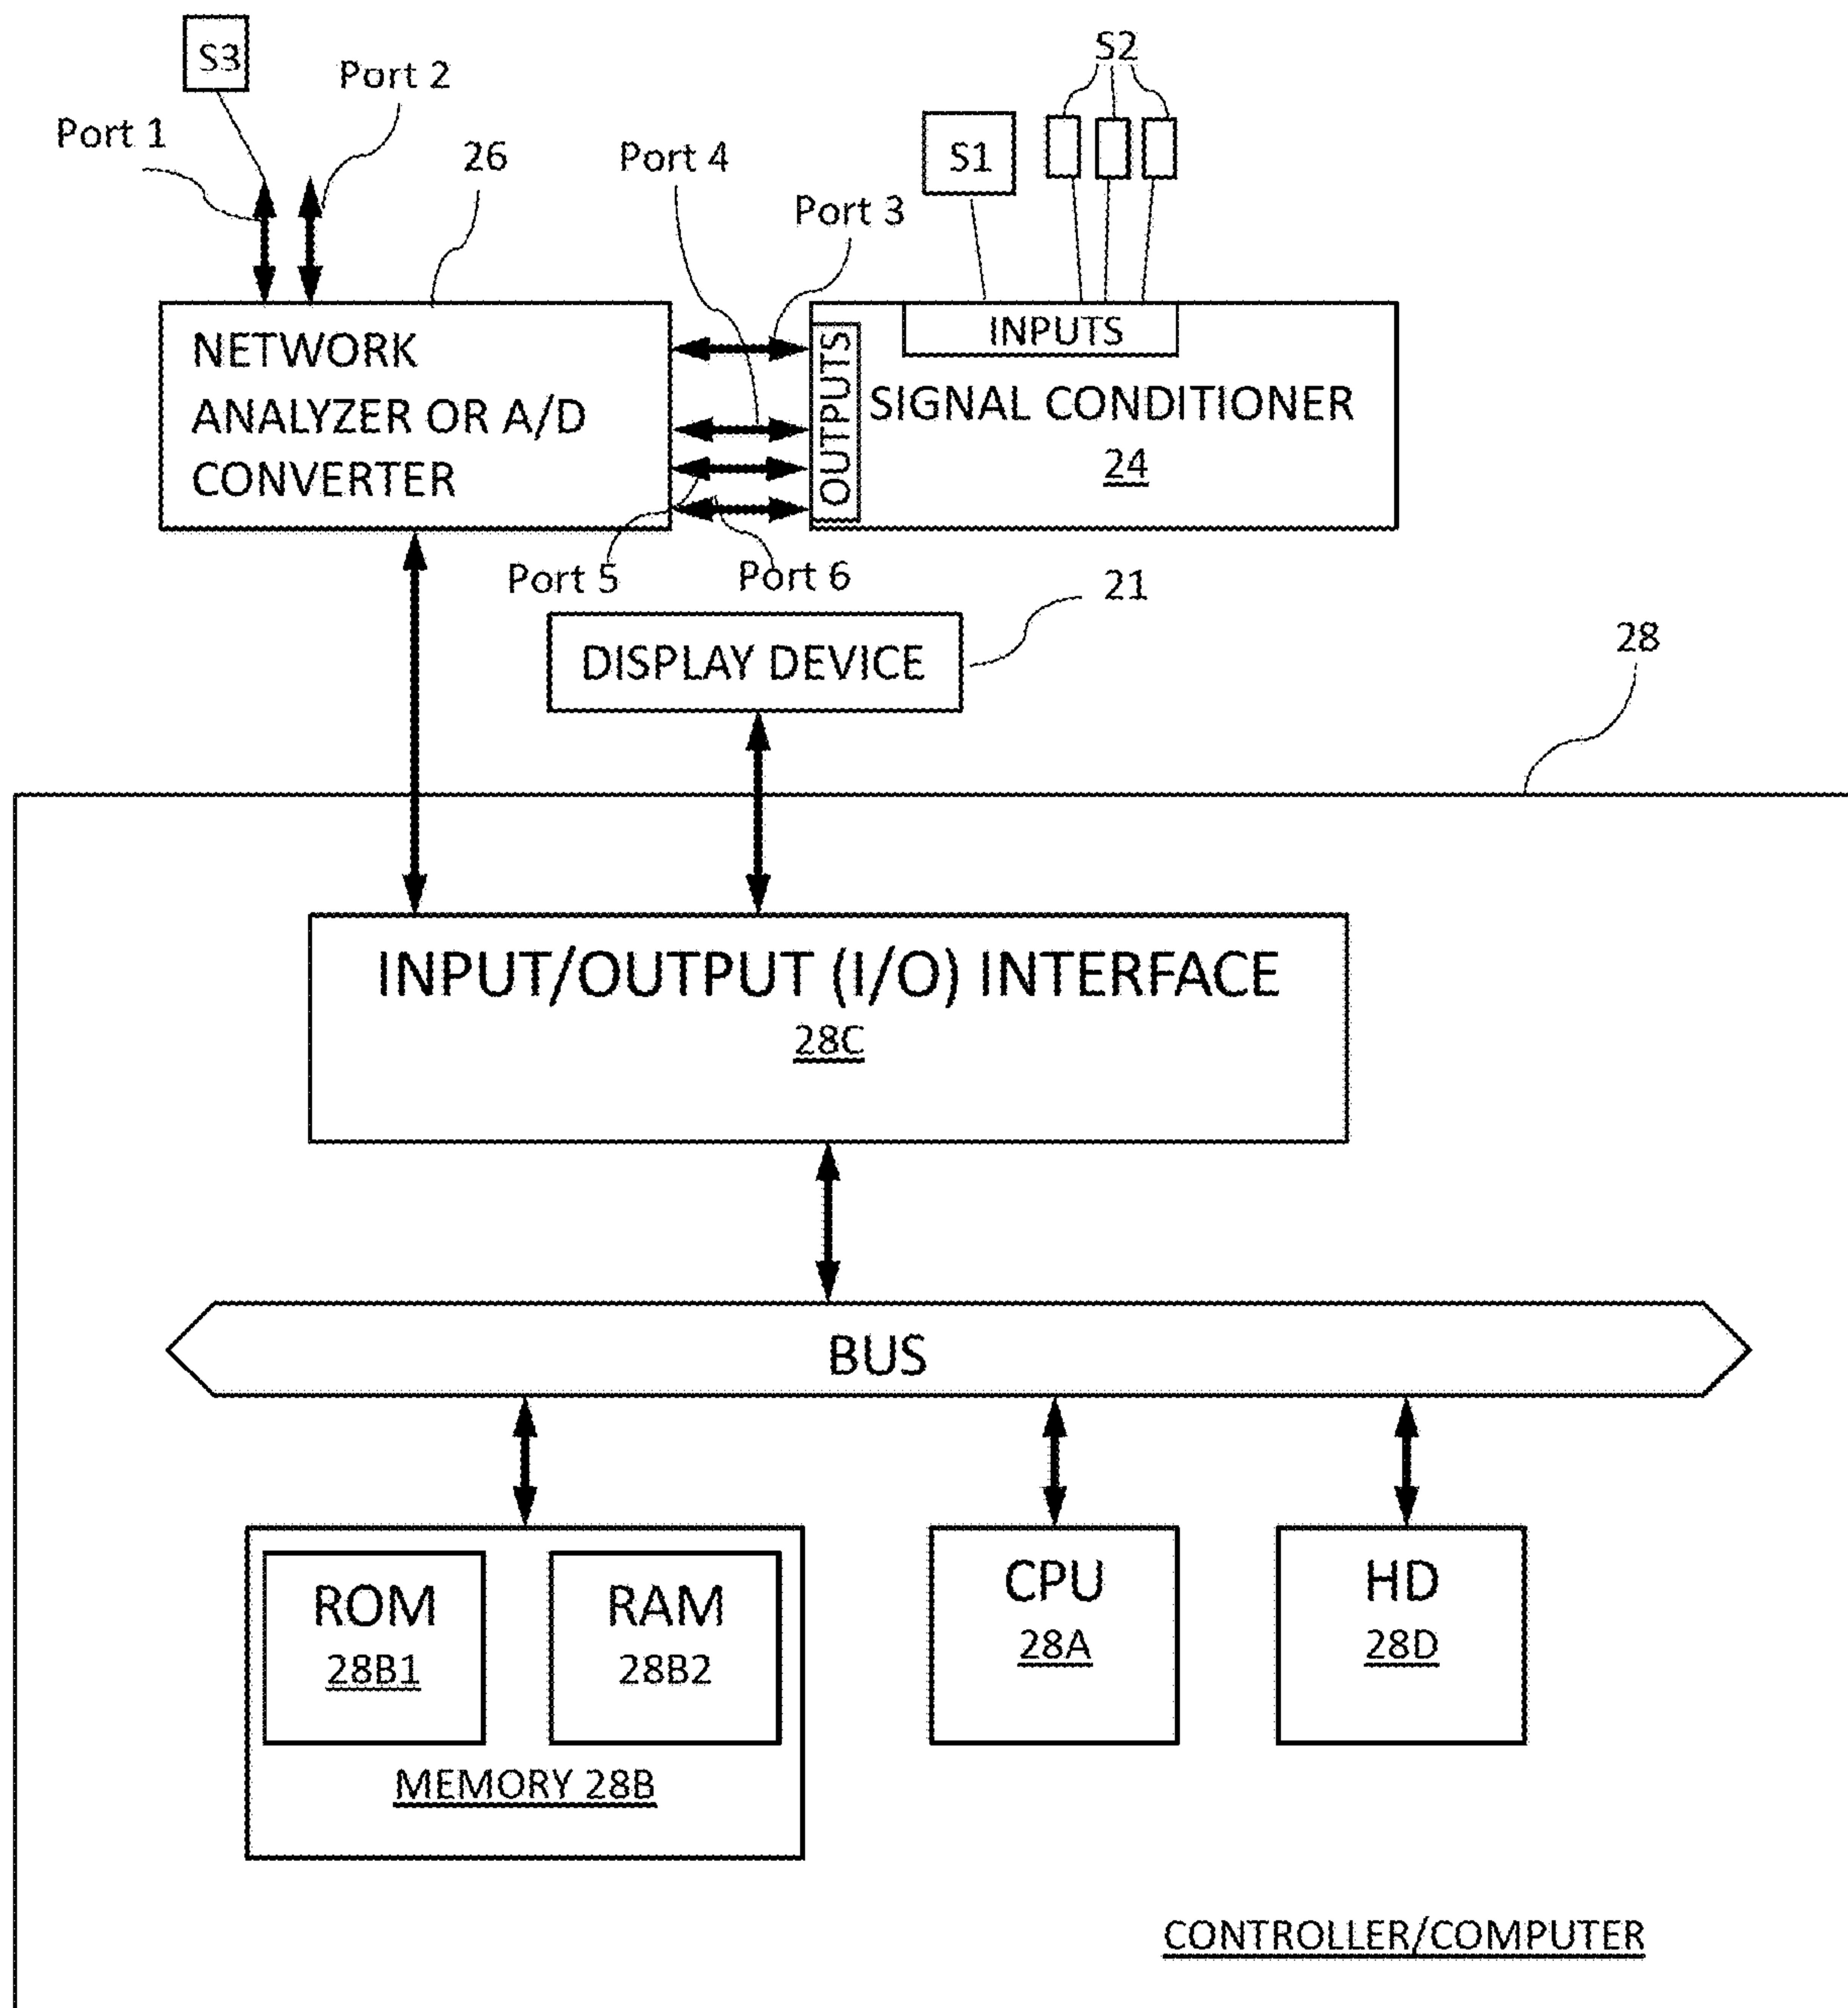 S3
Port 2
Port 1
26
Port 4
Port 3
S1
S2
NETWORK
ANALYZER OR A/D
CONVERTER
OUTPUTS
INPUTS
SIGNAL CONDITIONER
24
Port 5
Port 6
21
DISPLAY DEVICE
28
INPUT/OUTPUT (I/O) INTERFACE
28C
BUS
ROM
28B1
RAM
28B2
MEMORY 28B
CPU
28A
HD
28D
CONTROLLER/COMPUTER